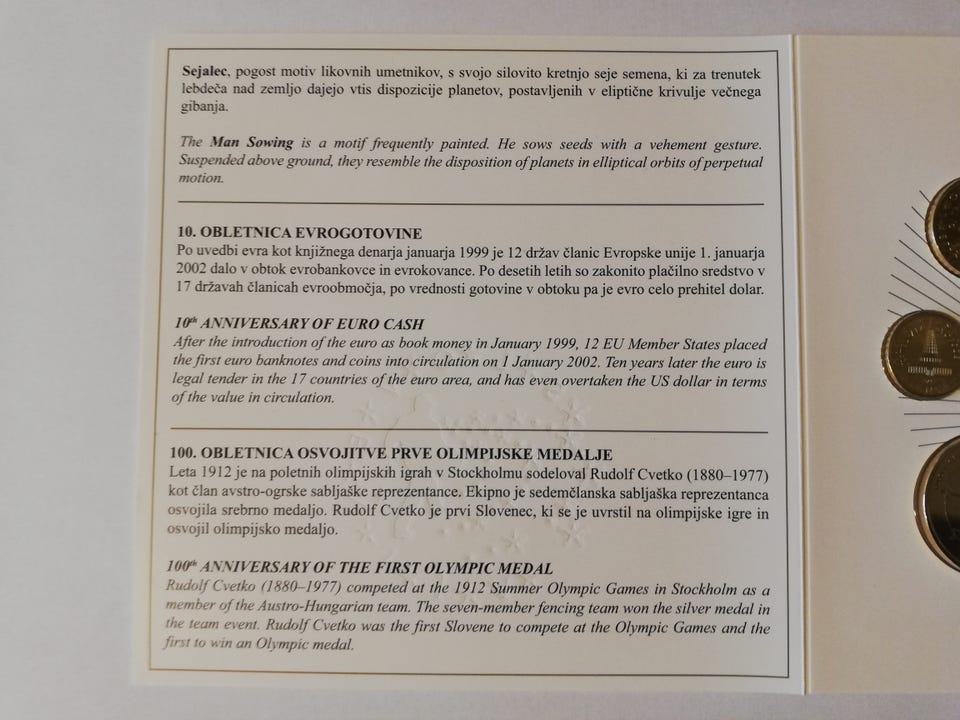 Sejalec, pogost motiv likovnih umetnikov, s svojo silovito kretnjo seje semena, ki za trenutek
lebdeča nad zemljo dajejo vtis dispozicije planetov, postavljenih v eliptične krivulje večnega
gibanja.
The Man Sowing is a motif frequently painted. He sows seeds with a vehement gesture.
Suspended above ground, they resemble the disposition of planets in elliptical orbits of perpetual
motion.
10. OBLETNICA EVROGOTOVINE
Po uvedbi evra kot knjižnega denarja januarja 1999 je 12 držav članic Evropske unije 1. januarja
2002 dalo v obtok evrobankovce in evrokovance. Po desetih letih so zakonito plačilno sredstvo v
17 državah članicah evroobmočja, po vrednosti gotovine v obtoku pa je evro celo prehitel dolar.
10th ANNIVERSARY OF EURO CASH
After the introduction of the euro as book money in January 1999, 12 EU Member States placed
the first euro banknotes and coins into circulation on 1 January 2002. Ten years later the euro is
legal tender in the 17 countries of the euro area, and has even overtaken the US dollar in terms
of the value in circulation.
100. OBLETNICA OSVOJITVE PRVE OLIMPIJSKE MEDALJE
Leta 1912 je na poletnih olimpijskih igrah v Stockholmu sodeloval Rudolf Cvetko (1880–1977)
kot član avstro-ogrske sabljaške reprezentance. Ekipno je sedemčlanska sabljaška reprezentanca
osvojila srebrno medaljo. Rudolf Cvetko je prvi Slovenec, ki se je uvrstil na olimpijske igre in
osvojil olimpijsko medaljo.
100th ANNIVERSARY OF THE FIRST OLYMPIC MEDAL
Rudolf Cvetko (1880–1977) competed at the 1912 Summer Olympic Games in Stockholm as a
member of the Austro-Hungarian team. The seven-member fencing team won the silver medal in
the team event. Rudolf Cvetko was the first Slovene to compete at the Olympic Games and the
first to win an Olympic medal.